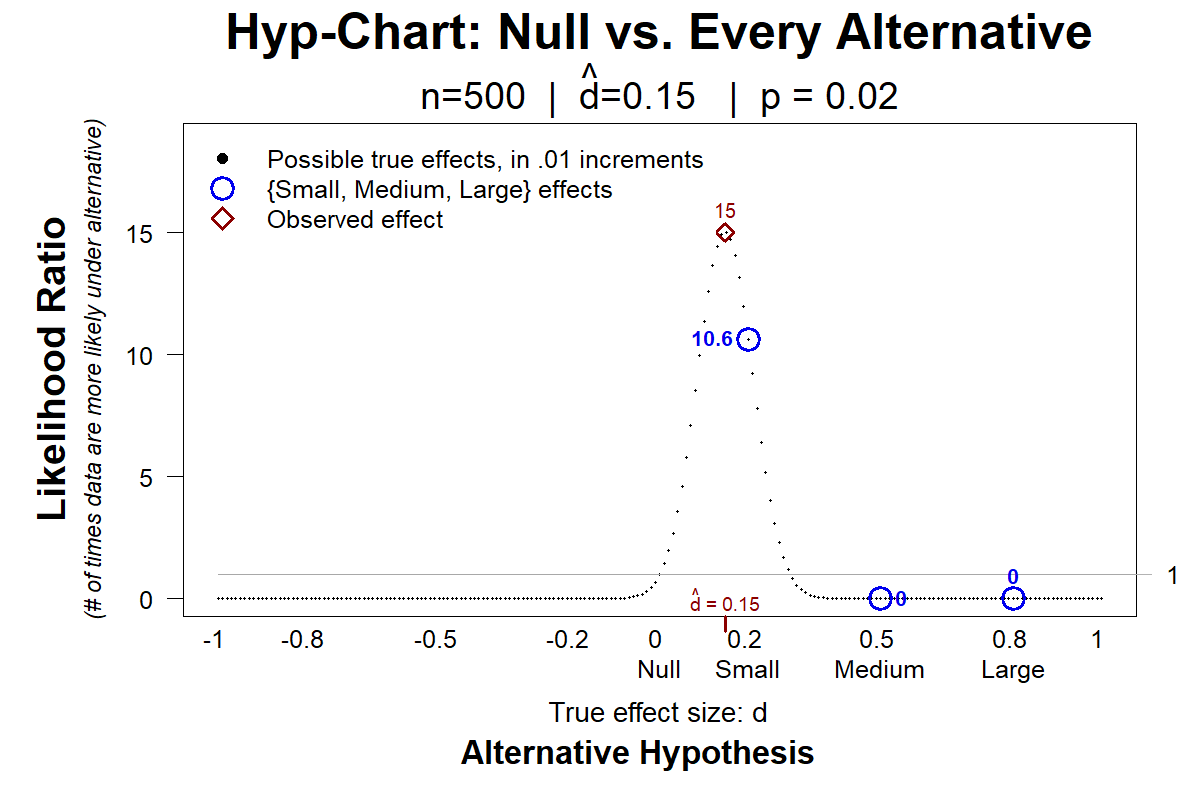 Hyp-Chart: Null vs. Every Alternative
n=500 | d̂=0.15 | p = 0.02
Possible true effects, in .01 increments
{Small, Medium, Large} effects
Observed effect
Likelihood Ratio
(# of times data are more likely under alternative)
15
10
5
0
15
10.6
0
0
1
d̂ = 0.15
-1 -0.8 -0.5 -0.2 0 0.2 0.5 0.8 1
Null Small Medium Large
True effect size: d
Alternative Hypothesis